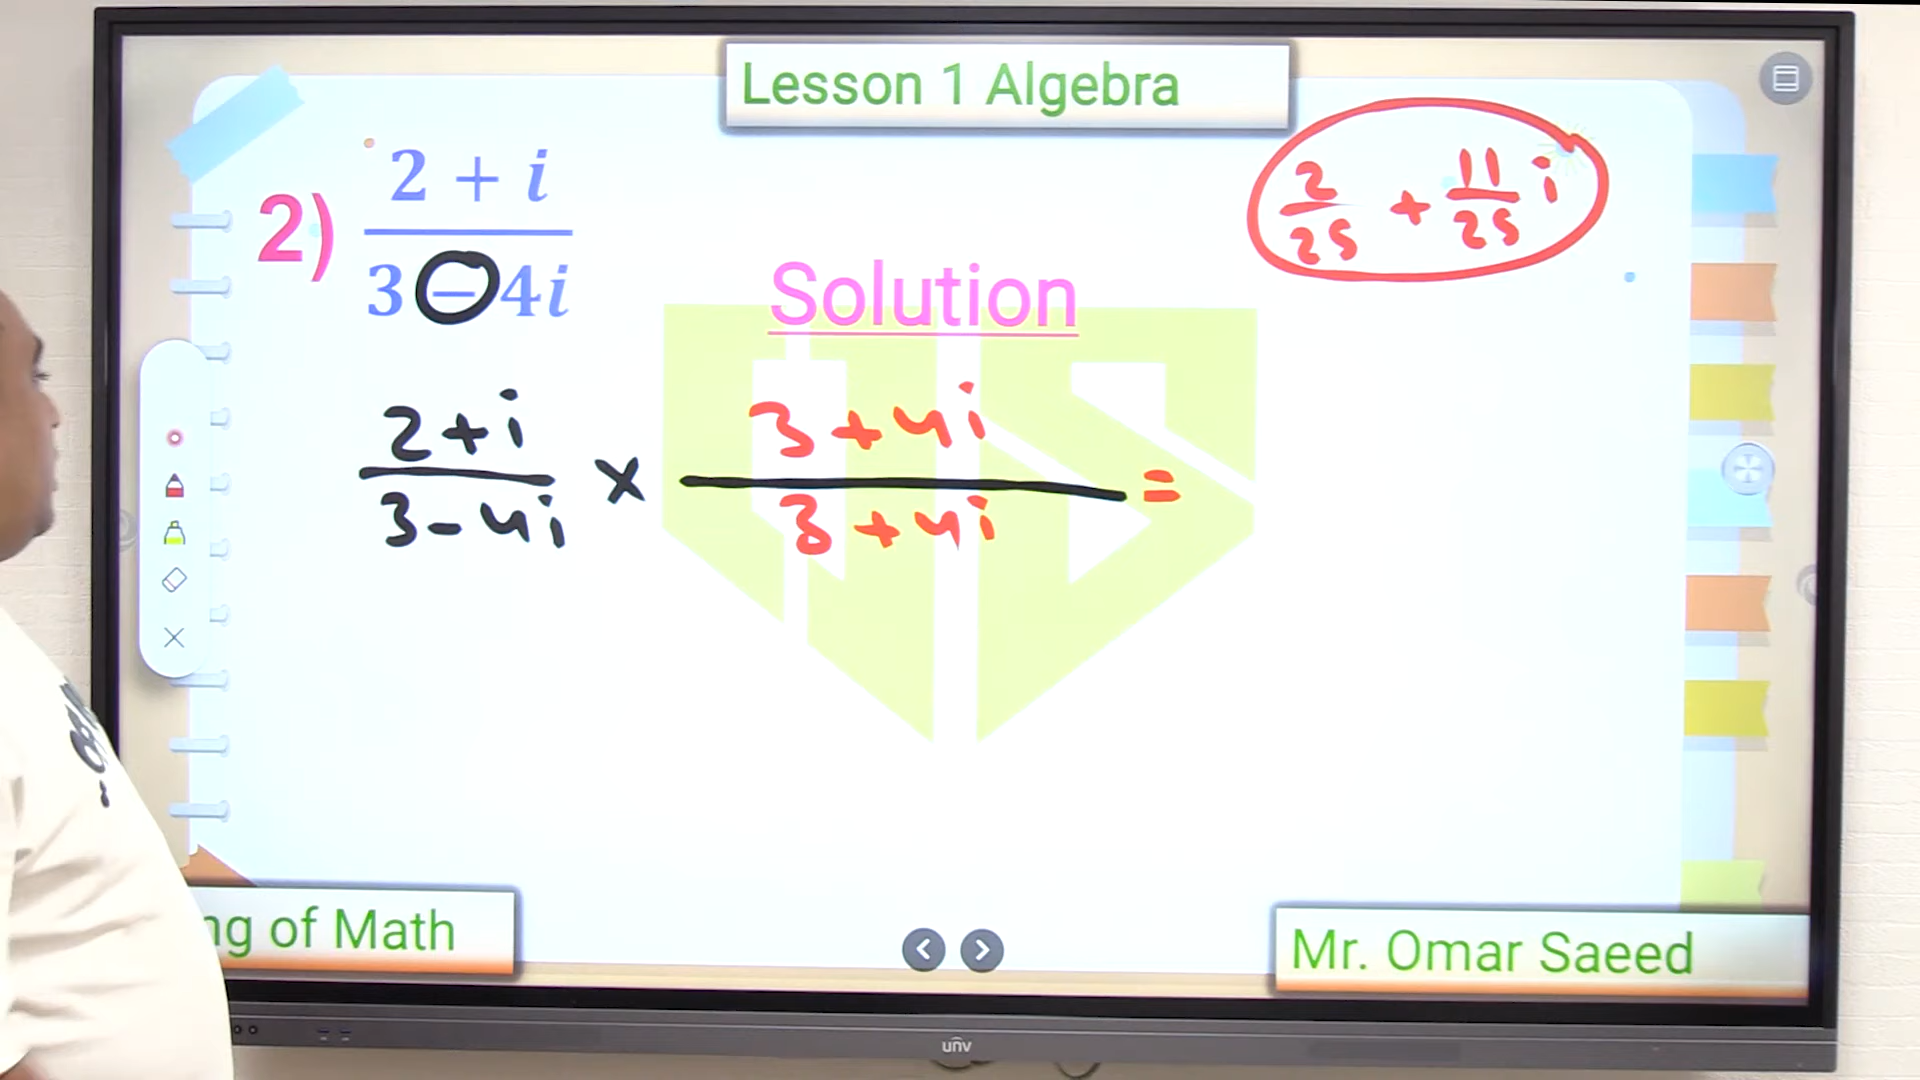 Lesson 1 Algebra
2) 2 + i
3 − 4i
2/25 + 11/25 i
Solution
2+i / 3-4i × 3+4i / 3+4i =
ng of Math
Mr. Omar Saeed
unv